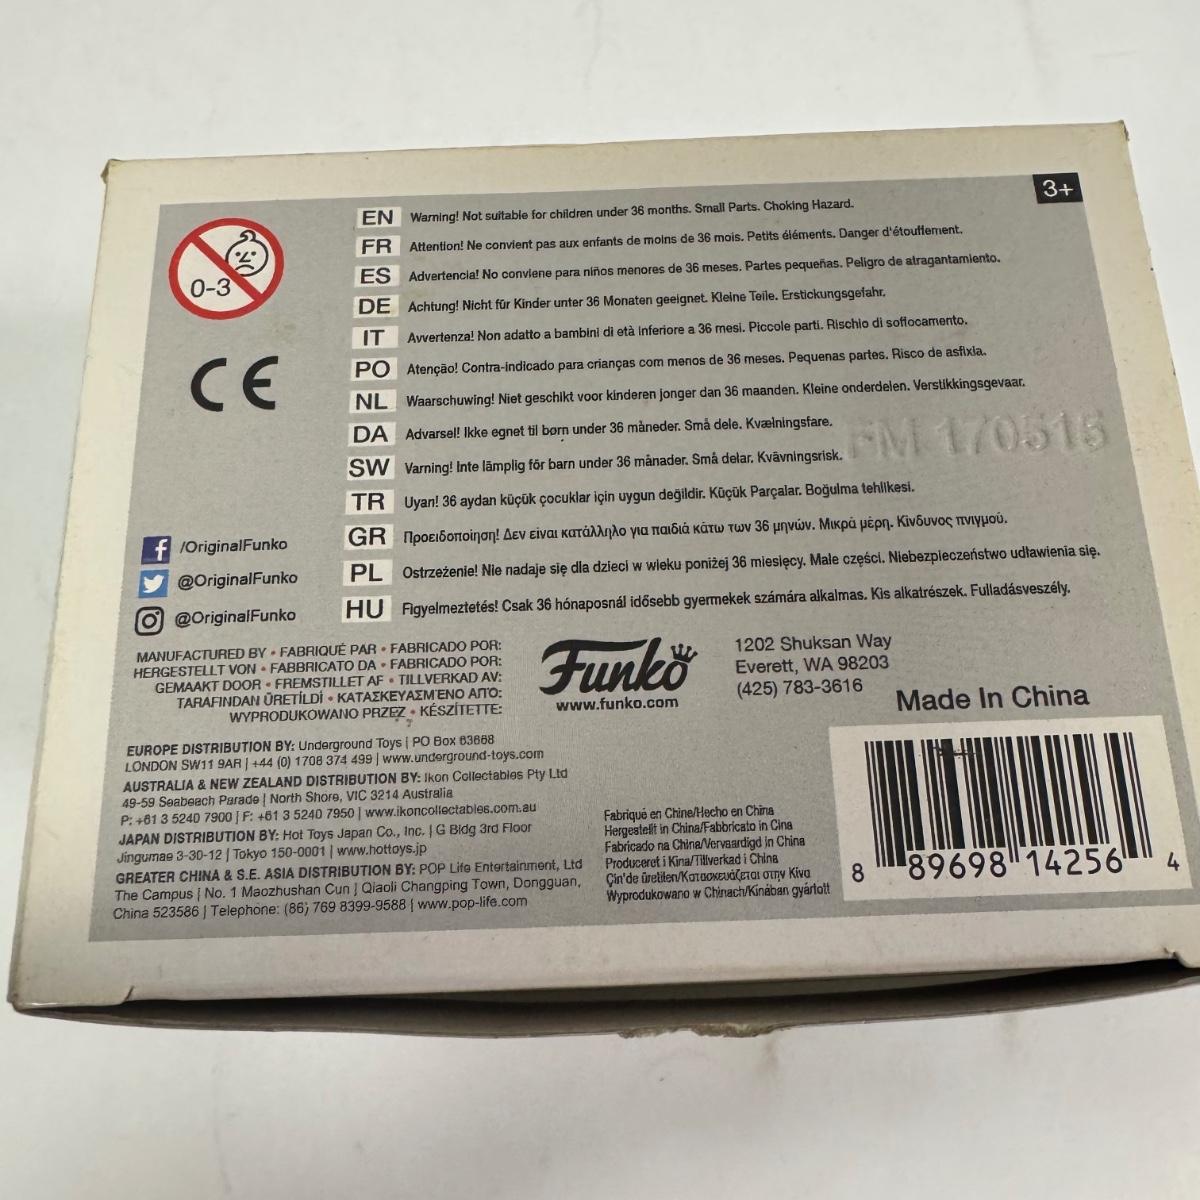 3+
0-3
CE
EN Warning! Not suitable for children under 36 months. Small Parts. Choking Hazard.
FR Attention! Ne convient pas aux enfants de moins de 36 mois. Petits éléments. Danger d'étouffement.
ES Advertencia! No conviene para niños menores de 36 meses. Partes pequeñas. Peligro de atragantamiento.
DE Achtung! Nicht für Kinder unter 36 Monaten geeignet. Kleine Teile. Erstickungsgefahr.
IT Avvertenza! Non adatto a bambini di età inferiore a 36 mesi. Piccole parti. Rischio di soffocamento.
PO Atenção! Contra-indicado para crianças com menos de 36 meses. Pequenas partes. Risco de asfixia.
NL Waarschuwing! Niet geschikt voor kinderen jonger dan 36 maanden. Kleine onderdelen. Verstikkingsgevaar.
DA Advarsel! Ikke egnet til børn under 36 måneder. Små dele. Kvælningsfare.
SW Varning! Inte lämplig för barn under 36 månader. Små delar. Kvävningsrisk.
TR Uyan! 36 aydan küçük çocuklar için uygun değildir. Küçük Parçalar. Boğulma tehlikesi.
GR Προειδοποίηση! Δεν είναι κατάλληλο για παιδιά κάτω των 36 μηνών. Μικρά μέρη. Κίνδυνος πνιγμού.
PL Ostrzeżenie! Nie nadaje się dla dzieci w wieku poniżej 36 miesięcy. Małe części. Niebezpieczeństwo udławienia się.
HU Figyelmeztetés! Csak 36 hónaposnál idősebb gyermekek számára alkalmas. Kis alkatrészek. Fulladásveszély.
FM 170515
f /OriginalFunko
@OriginalFunko
@OriginalFunko
MANUFACTURED BY • FABRIQUÉ PAR • FABRICADO POR:
HERGESTELLT VON • FABBRICATO DA • FABRICADO POR:
GEMAAKT DOOR • FREMSTILLET AF • TILLVERKAD AV:
TARAFINDAN ÜRETİLDİ • ΚΑΤΑΣΚΕΥΑΣΜΈΝΟ ΑΠΌ:
WYPRODUKOWANO PRZEZ • KÉSZÍTETTE:
Funko
www.funko.com
1202 Shuksan Way
Everett, WA 98203
(425) 783-3616
Made In China
EUROPE DISTRIBUTION BY: Underground Toys | PO Box 63668
LONDON SW11 9AR | +44 (0) 1708 374 499 | www.underground-toys.com
AUSTRALIA & NEW ZEALAND DISTRIBUTION BY: Ikon Collectables Pty Ltd
49-59 Seabeach Parade | North Shore, VIC 3214 Australia
P: +61 3 5240 7900 | F: +61 3 5240 7950 | www.ikoncollectables.com.au
JAPAN DISTRIBUTION BY: Hot Toys Japan Co., Inc. | G Bldg 3rd Floor
Jingumae 3-30-12 | Tokyo 150-0001 | www.hottoys.jp
GREATER CHINA & S.E. ASIA DISTRIBUTION BY: POP Life Entertainment, Ltd
The Campus | No. 1 Maozhushan Cun | Qiaoli Changping Town, Dongguan,
China 523586 | Telephone: (86) 769 8399-9588 | www.pop-life.com
Fabriqué en Chine/Hecho en China
Hergestellt in China/Fabbricato in Cina
Fabricado na China/Vervaardigd in China
Produceret i Kina/Tillverkad i China
Çin'de üretilen/Κατασκευάζεται στην Κίνα
Wyprodukowano w Chinach/Kínában gyártott
8 89698 14256 4